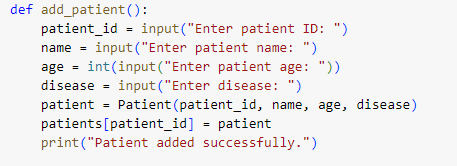 def add_patient():
    patient_id = input("Enter patient ID: ")
    name = input("Enter patient name: ")
    age = int(input("Enter patient age: "))
    disease = input("Enter disease: ")
    patient = Patient(patient_id, name, age, disease)
    patients[patient_id] = patient
    print("Patient added successfully.")